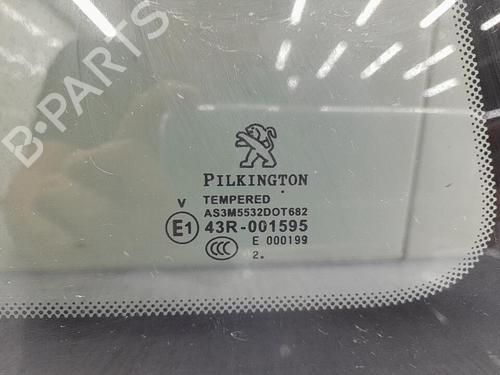 B-PARTS
PILKINGTON
V TEMPERED
AS3M5532DOT682
E1 43R-001595
CCC E 000199
2.